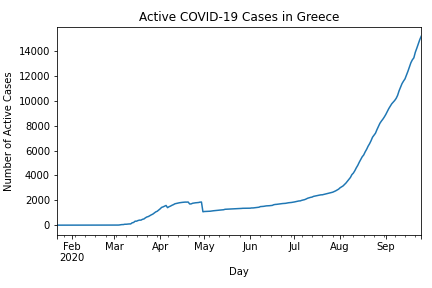 Active COVID-19 Cases in Greece
Number of Active Cases
14000
12000
10000
8000
6000
4000
2000
0
Feb Mar Apr May Jun Jul Aug Sep
2020
Day